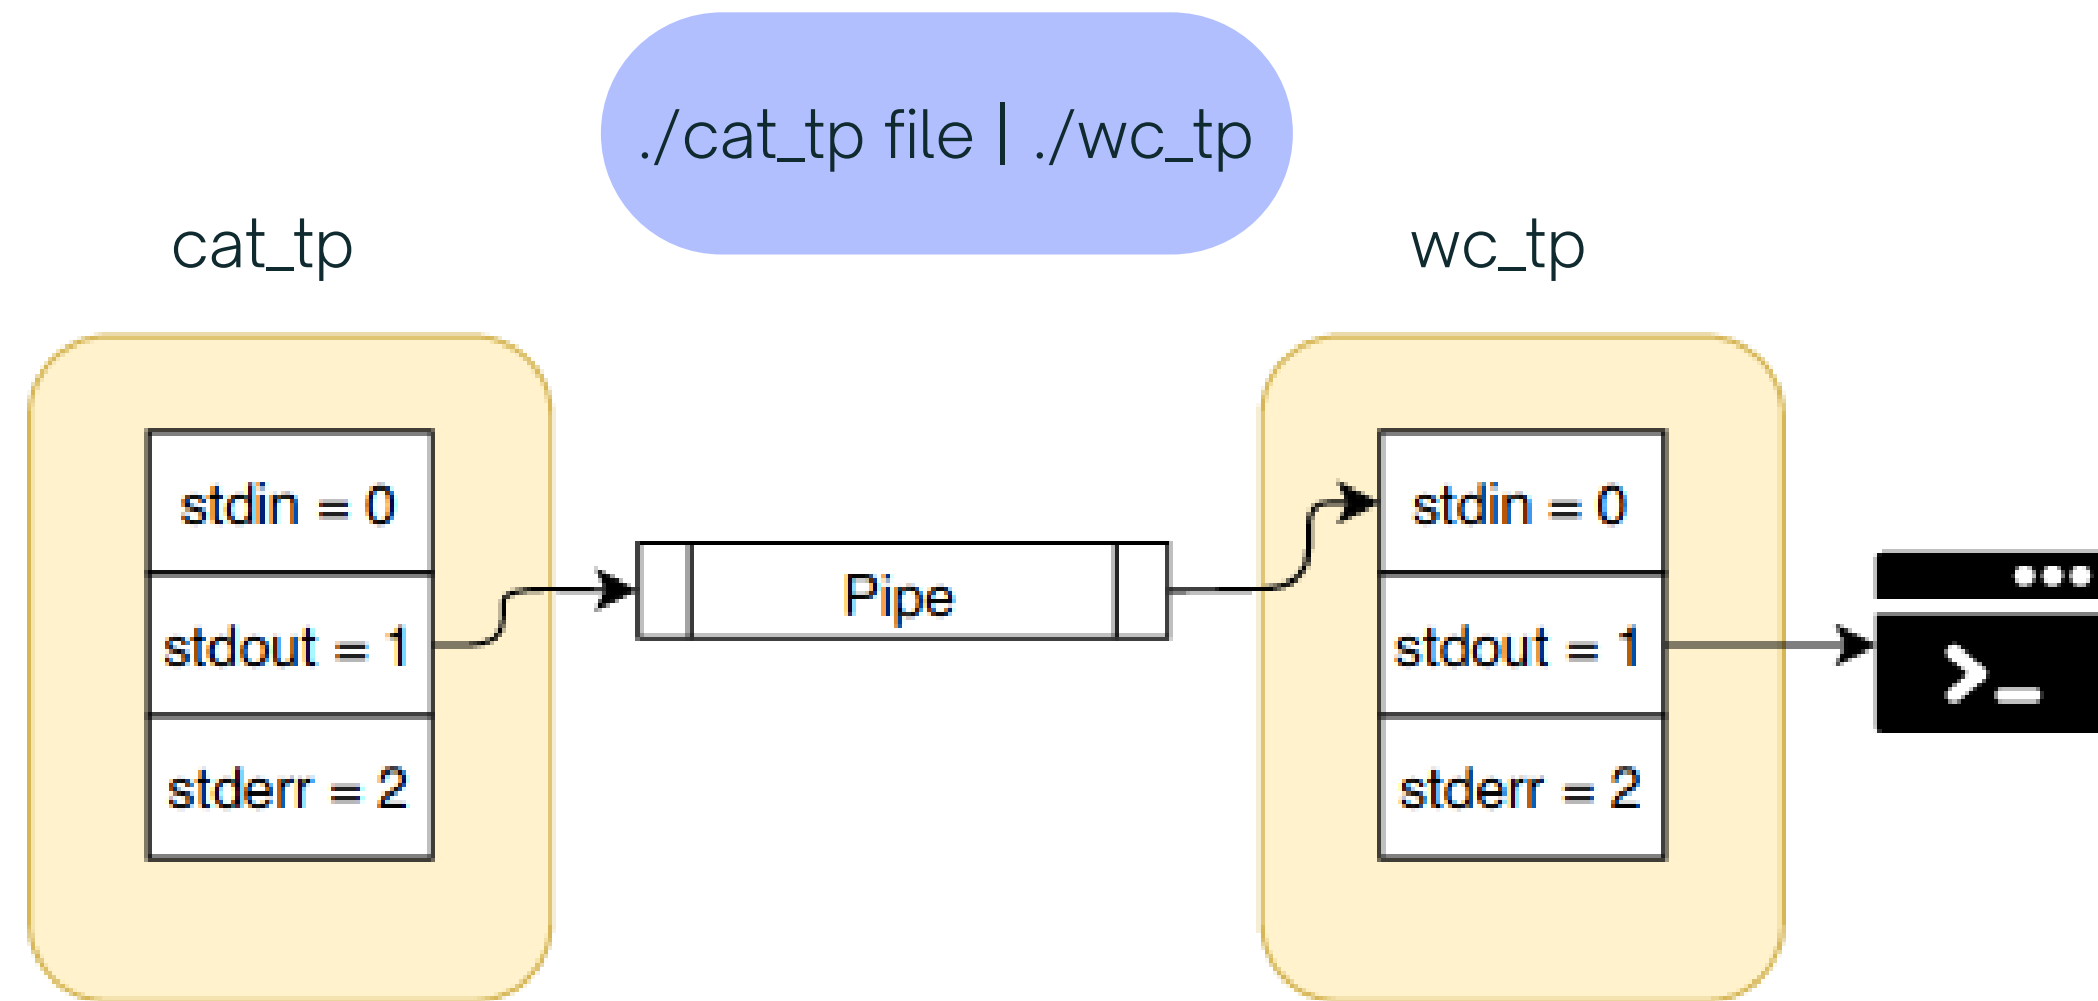 ./cat_tp file | ./wc_tp
cat_tp
wc_tp
stdin = 0
stdout = 1
stderr = 2
Pipe
stdin = 0
stdout = 1
stderr = 2
>_